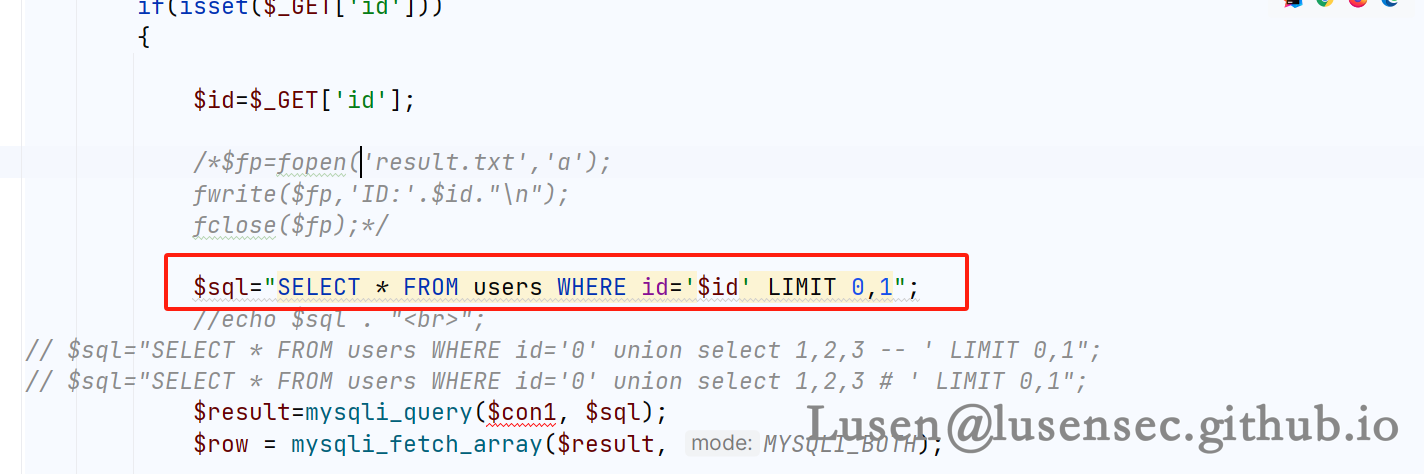 if(isset($_GET['id']))
{
$id=$_GET['id'];
/*$fp=fopen('result.txt','a');
fwrite($fp,'ID:'.$id."\n");
fclose($fp);*/
$sql="SELECT * FROM users WHERE id='$id' LIMIT 0,1";
//echo $sql . "<br>";
// $sql="SELECT * FROM users WHERE id='0' union select 1,2,3 -- ' LIMIT 0,1";
// $sql="SELECT * FROM users WHERE id='0' union select 1,2,3 # ' LIMIT 0,1";
$result=mysqli_query($con1, $sql);
$row = mysqli_fetch_array($result, mode: MYSQLI_BOTH);
Lusen@lusensec.github.io